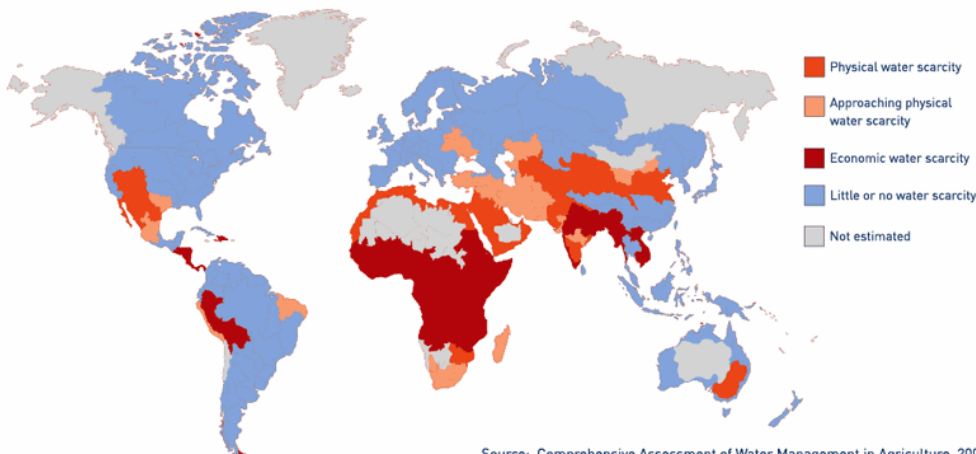 Physical water scarcity
Approaching physical
water scarcity
Economic water scarcity
Little or no water scarcity
Not estimated
Source: Comprehensive Assessment of Water Management in Agriculture,